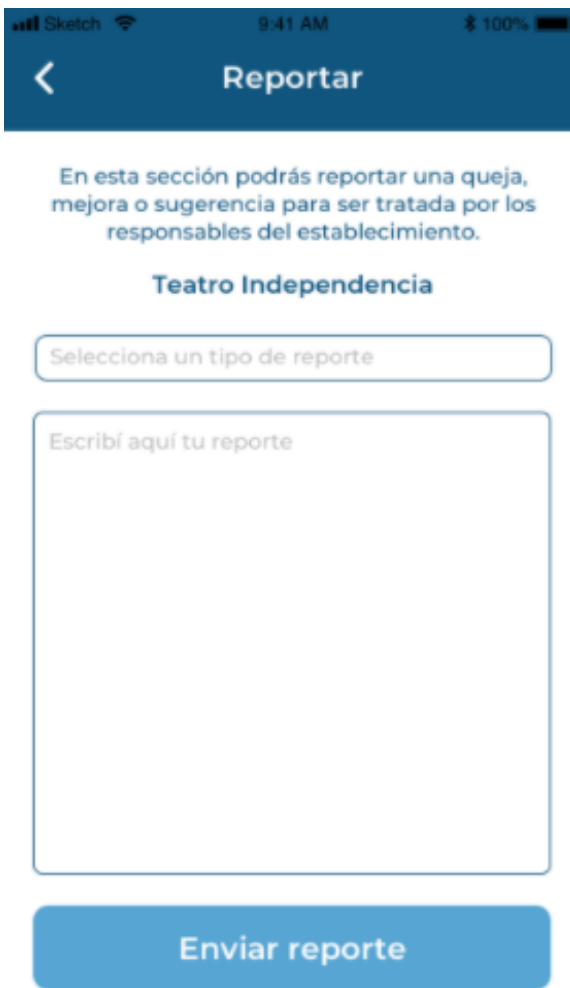 Sketch 9:41 AM 100%
Reportar
En esta sección podrás reportar una queja,
mejora o sugerencia para ser tratada por los
responsables del establecimiento.
Teatro Independencia
Selecciona un tipo de reporte
Escribí aquí tu reporte
Enviar reporte